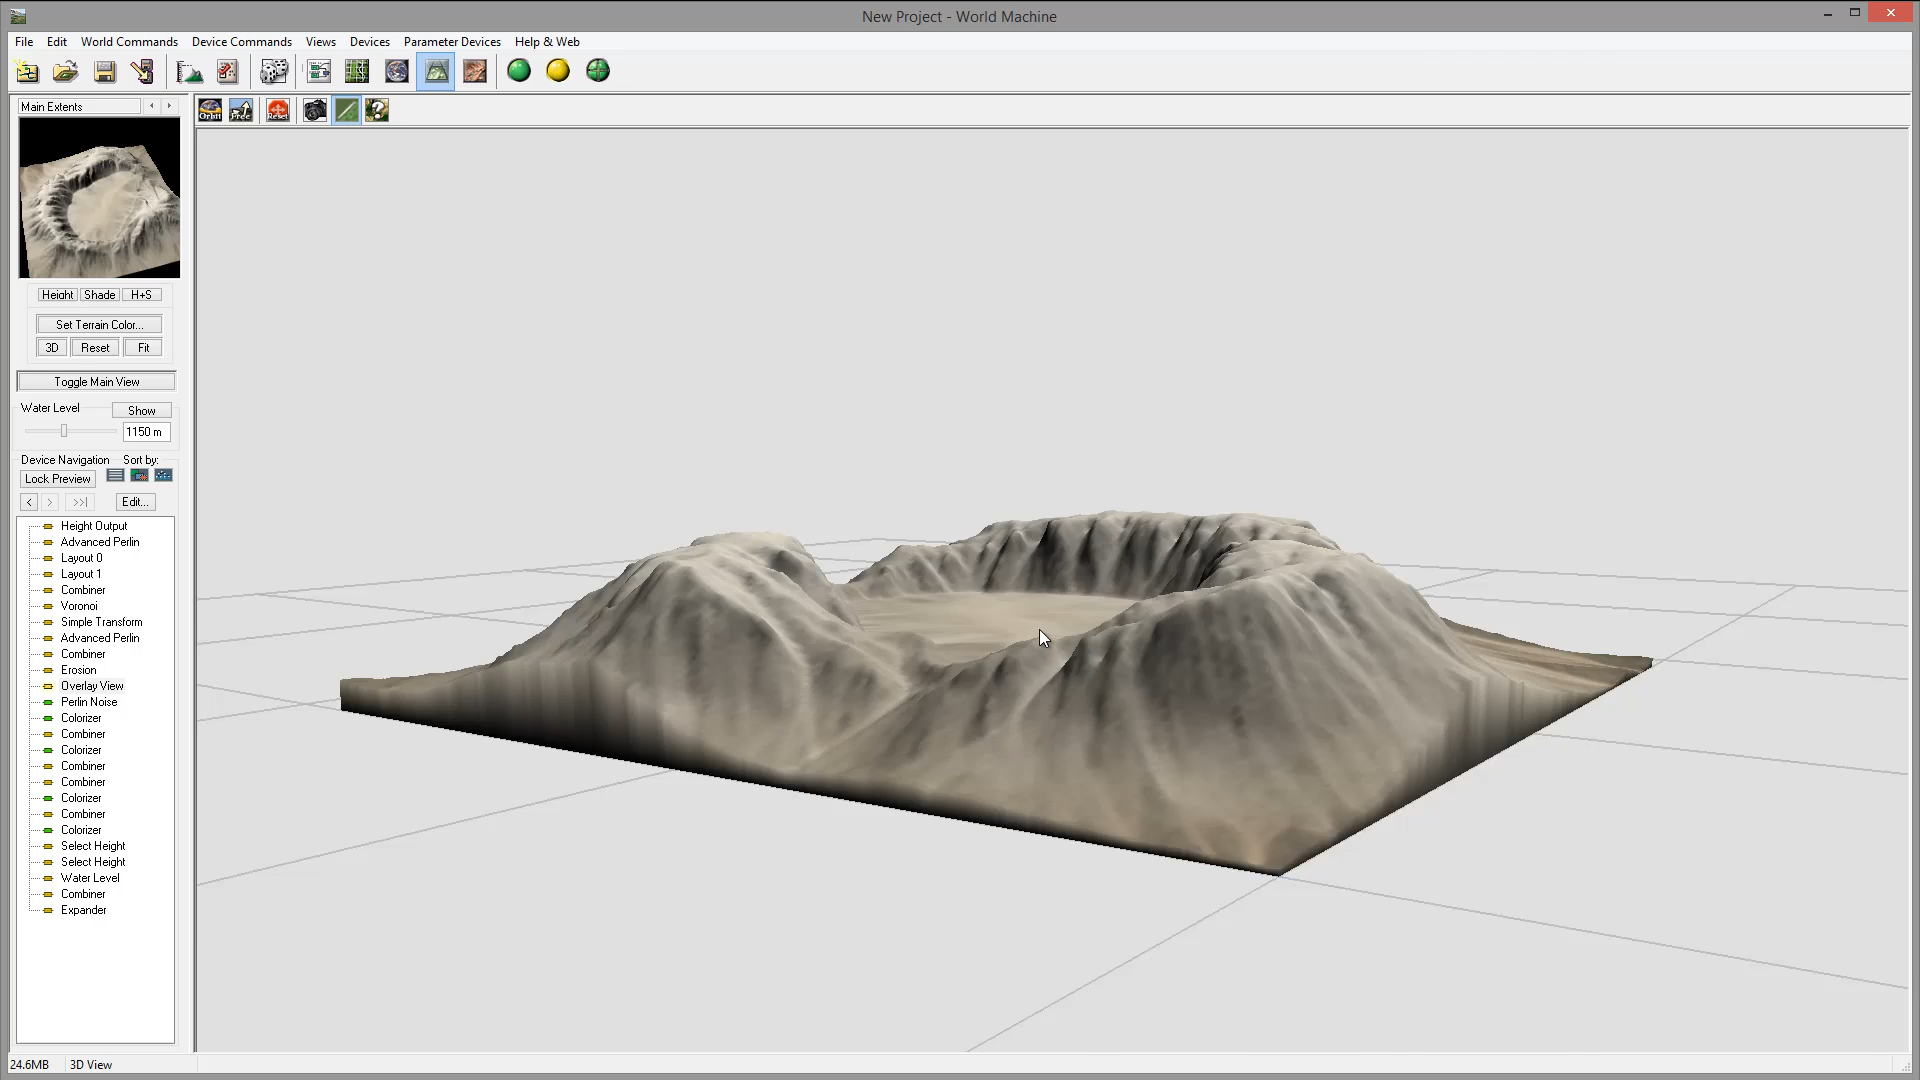 New Project - World Machine
File Edit World Commands Device Commands Views Devices Parameter Devices Help & Web
Main Extents
Orbit Free Reset
Height Shade H+S
Set Terrain Color...
3D Reset Fit
Toggle Main View
Water Level Show
1150 m
Device Navigation Sort by:
Lock Preview
< > >>| Edit...
Height Output
Advanced Perlin
Layout 0
Layout 1
Combiner
Voronoi
Simple Transform
Advanced Perlin
Combiner
Erosion
Overlay View
Perlin Noise
Colorizer
Combiner
Colorizer
Combiner
Combiner
Colorizer
Combiner
Colorizer
Select Height
Select Height
Water Level
Combiner
Expander
24.6MB 3D View